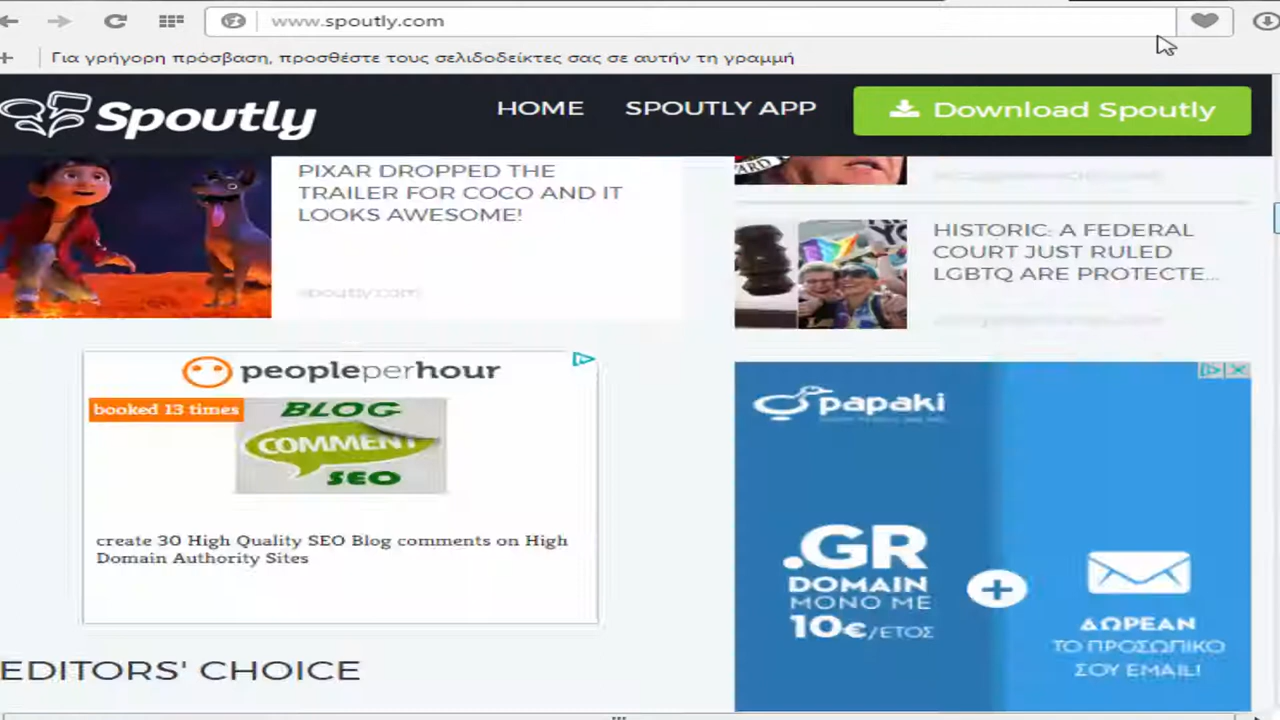 www.spoutly.com
Για γρήγορη πρόσβαση, προσθέστε τους σελιδοδείκτες σας σε αυτήν τη γραμμή
Spoutly
HOME
SPOUTLY APP
Download Spoutly
PIXAR DROPPED THE
TRAILER FOR COCO AND IT
LOOKS AWESOME!
spoutly.com
HISTORIC: A FEDERAL
COURT JUST RULED
LGBTQ ARE PROTECTE...
peopleperhour
booked 13 times
BLOG
COMMENT
SEO
create 30 High Quality SEO Blog comments on High
Domain Authority Sites
papaki
.GR
DOMAIN
ΜΟΝΟ ΜΕ
10€/ΕΤΟΣ
+
ΔΩΡΕΑΝ
ΤΟ ΠΡΟΣΩΠΙΚΟ
ΣΟΥ EMAIL!
EDITORS' CHOICE